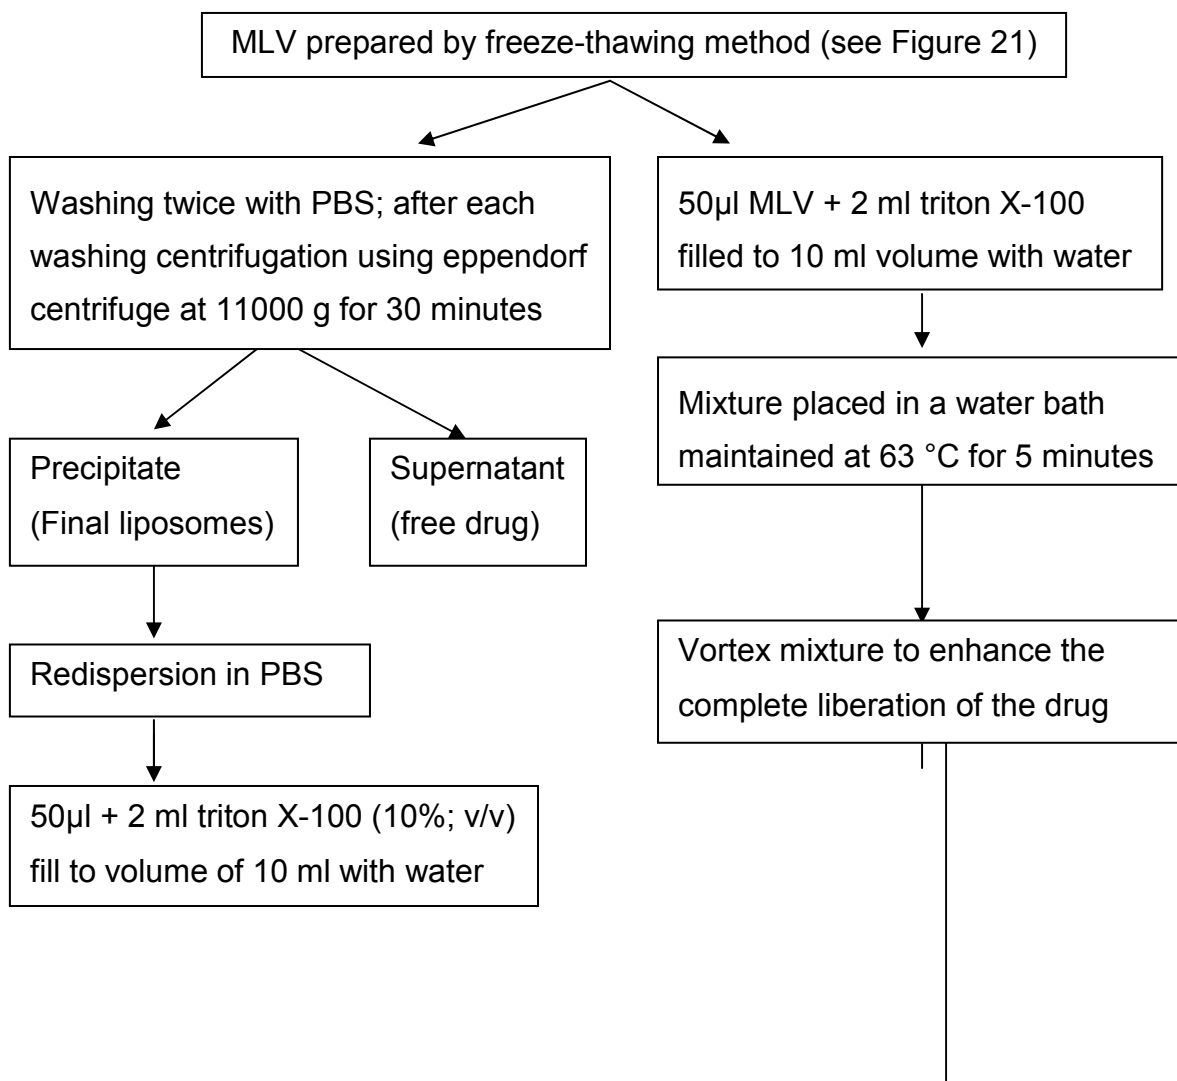 MLV prepared by freeze-thawing method (see Figure 21)
Washing twice with PBS; after each
washing centrifugation using eppendorf
centrifuge at 11000 g for 30 minutes
50µl MLV + 2 ml triton X-100
filled to 10 ml volume with water
Mixture placed in a water bath
maintained at 63 °C for 5 minutes
Precipitate
(Final liposomes)
Supernatant
(free drug)
Redispersion in PBS
Vortex mixture to enhance the
complete liberation of the drug
50µl + 2 ml triton X-100 (10%; v/v)
fill to volume of 10 ml with water